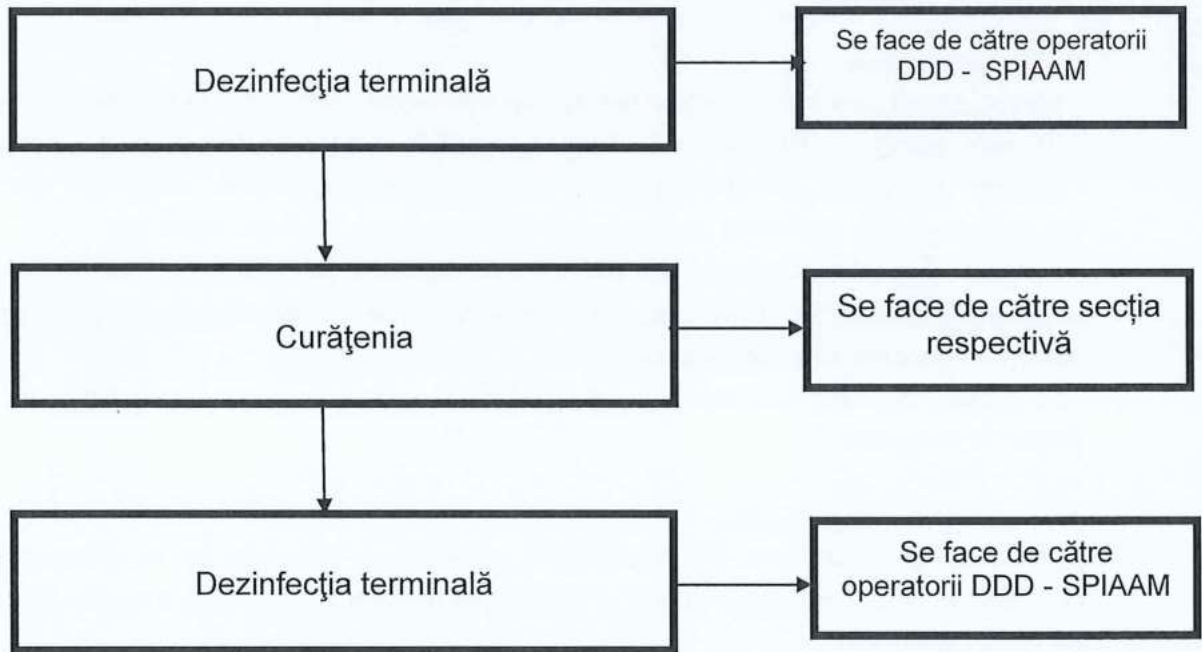 Dezinfecţia terminală
Se face de către operatorii
DDD - SPIAAM
Curăţenia
Se face de către secția
respectivă
Dezinfecţia terminală
Se face de către
operatorii DDD - SPIAAM